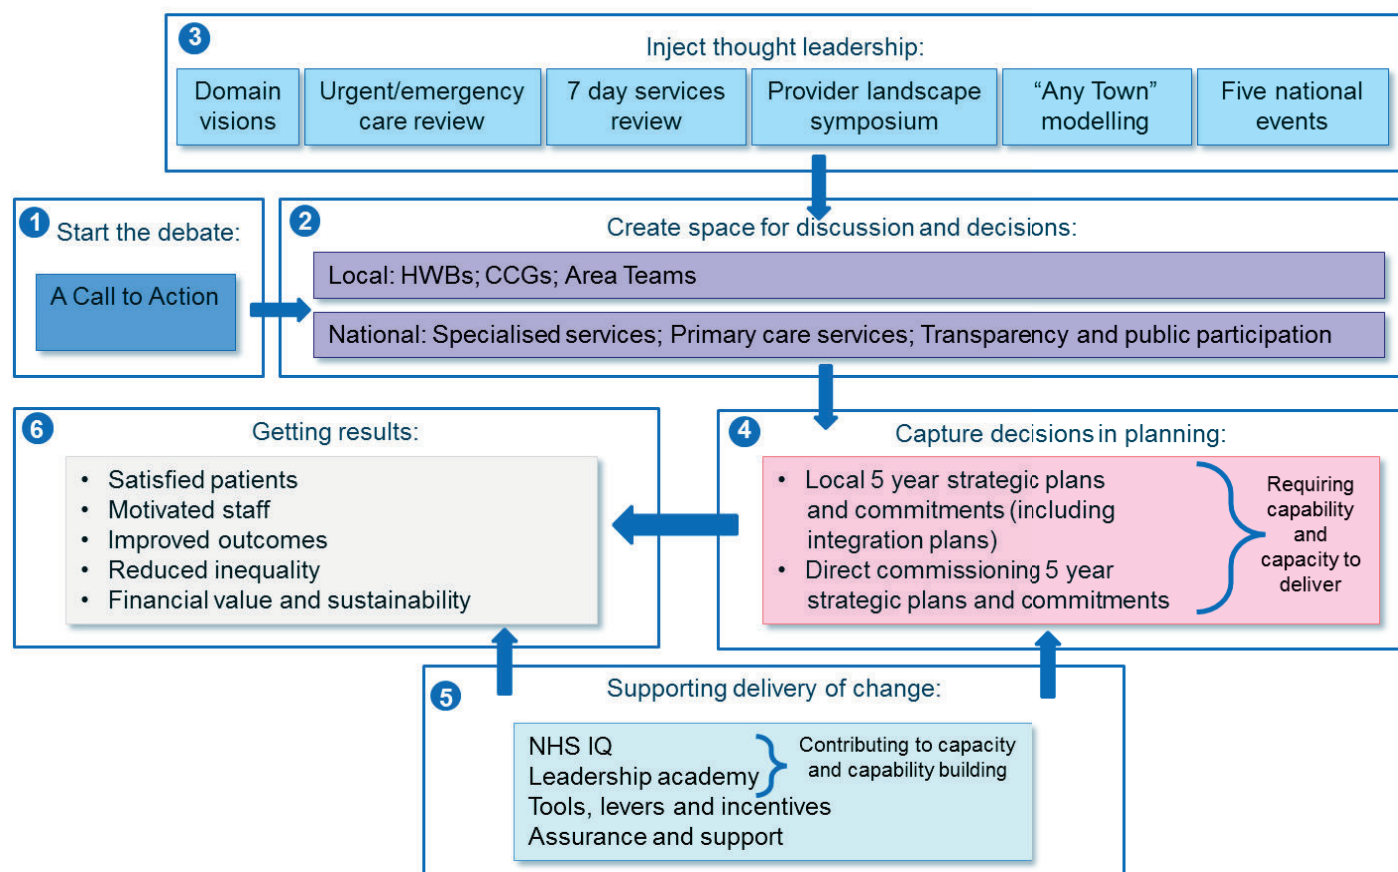 3
Inject thought leadership:
Domain
visions
Urgent/emergency
care review
7 day services
review
Provider landscape
symposium
“Any Town”
modelling
Five national
events
1
Start the debate:
A Call to Action
2
Create space for discussion and decisions:
Local: HWBs; CCGs; Area Teams
National: Specialised services; Primary care services; Transparency and public participation
6
Getting results:
• Satisfied patients
• Motivated staff
• Improved outcomes
• Reduced inequality
• Financial value and sustainability
4
Capture decisions in planning:
• Local 5 year strategic plans
and commitments (including
integration plans)
• Direct commissioning 5 year
strategic plans and commitments
Requiring
capability
and
capacity to
deliver
5
Supporting delivery of change:
NHS IQ
Leadership academy
Tools, levers and incentives
Assurance and support
Contributing to capacity
and capability building